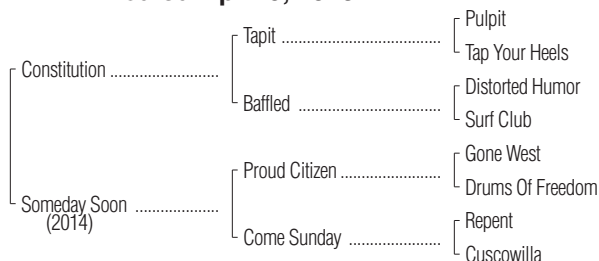 Pulpit
Tapit
Tap Your Heels
Constitution
Distorted Humor
Baffled
Surf Club
Gone West
Proud Citizen
Drums Of Freedom
Someday Soon
(2014)
Repent
Come Sunday
Cuscowilla